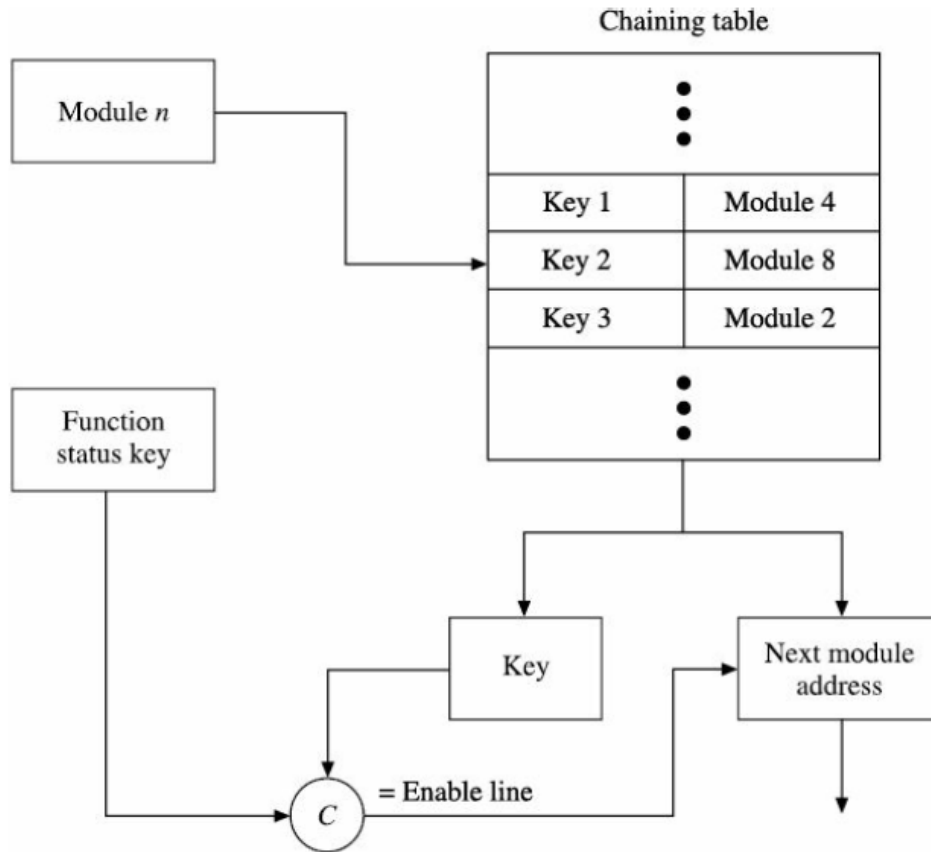 Chaining table
Module n
Key 1 Module 4
Key 2 Module 8
Key 3 Module 2
Function
status key
Key
Next module
address
C
= Enable line